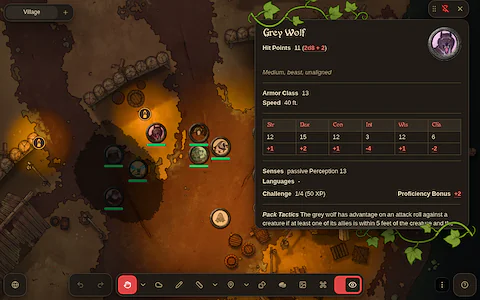 Village
+
Grey Wolf
Hit Points 11 (2d8 + 2)
Medium, beast, unaligned
Armor Class 13
Speed 40 ft.
Str Dex Con Int Wis Cha
12 15 12 3 12 6
+1 +2 +1 -4 +1 -2
Senses passive Perception 13
Languages -
Challenge 1/4 (50 XP) Proficiency Bonus +2
Pack Tactics The grey wolf has advantage on an attack roll against a
creature if at least one of its allies is within 5 feet of the creature and the